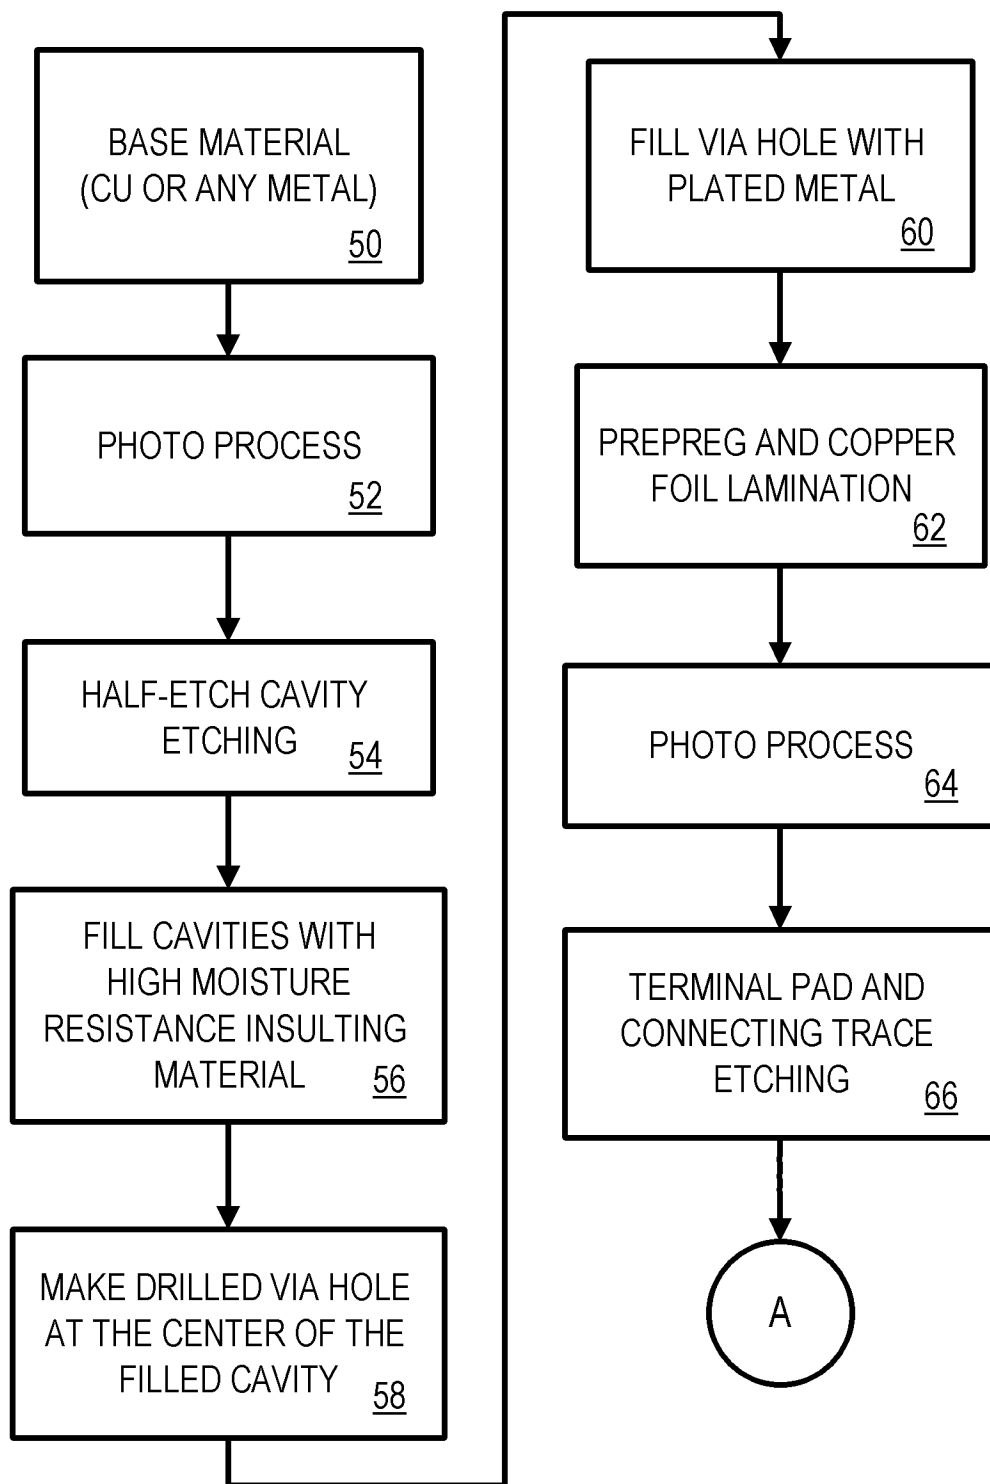 BASE MATERIAL
(CU OR ANY METAL)
50
PHOTO PROCESS
52
HALF-ETCH CAVITY
ETCHING
54
FILL CAVITIES WITH
HIGH MOISTURE
RESISTANCE INSULTING
MATERIAL
56
MAKE DRILLED VIA HOLE
AT THE CENTER OF THE
FILLED CAVITY
58
FILL VIA HOLE WITH
PLATED METAL
60
PREPREG AND COPPER
FOIL LAMINATION
62
PHOTO PROCESS
64
TERMINAL PAD AND
CONNECTING TRACE
ETCHING
66
A